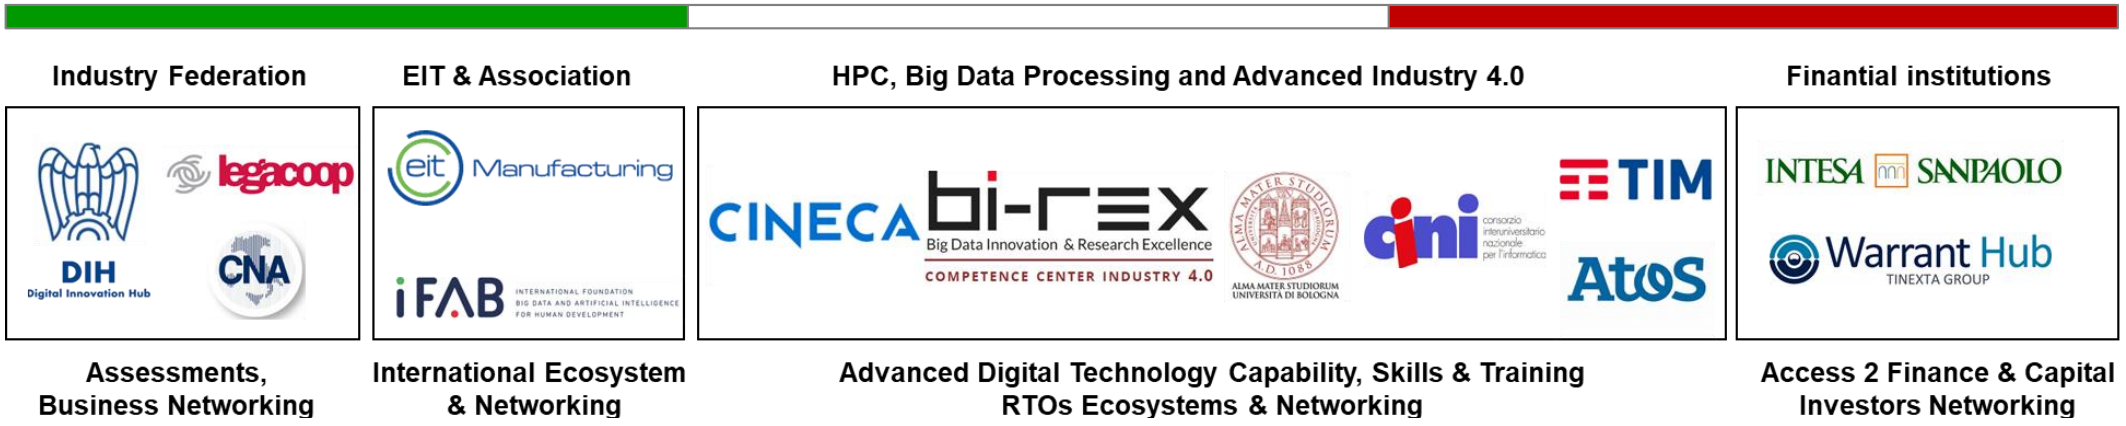 Industry Federation
EIT & Association
HPC, Big Data Processing and Advanced Industry 4.0
Finantial institutions
DIH
Digital Innovation Hub
legacoop
CNA
eit Manufacturing
iFAB
INTERNATIONAL FOUNDATION
BIG DATA AND ARTIFICIAL INTELLIGENCE
FOR HUMAN DEVELOPMENT
CINECA
bi-rex
Big Data Innovation & Research Excellence
COMPETENCE CENTER INDUSTRY 4.0
ALMA MATER STUDIORUM
A.D. 1088
ALMA MATER STUDIORUM
UNIVERSITÀ DI BOLOGNA
cini
consorzio
interuniversitario
nazionale
per l'informatica
TIM
Atos
INTESA SANPAOLO
Warrant Hub
TINEXTA GROUP
Assessments,
Business Networking
International Ecosystem
& Networking
Advanced Digital Technology Capability, Skills & Training
RTOs Ecosystems & Networking
Access 2 Finance & Capital
Investors Networking